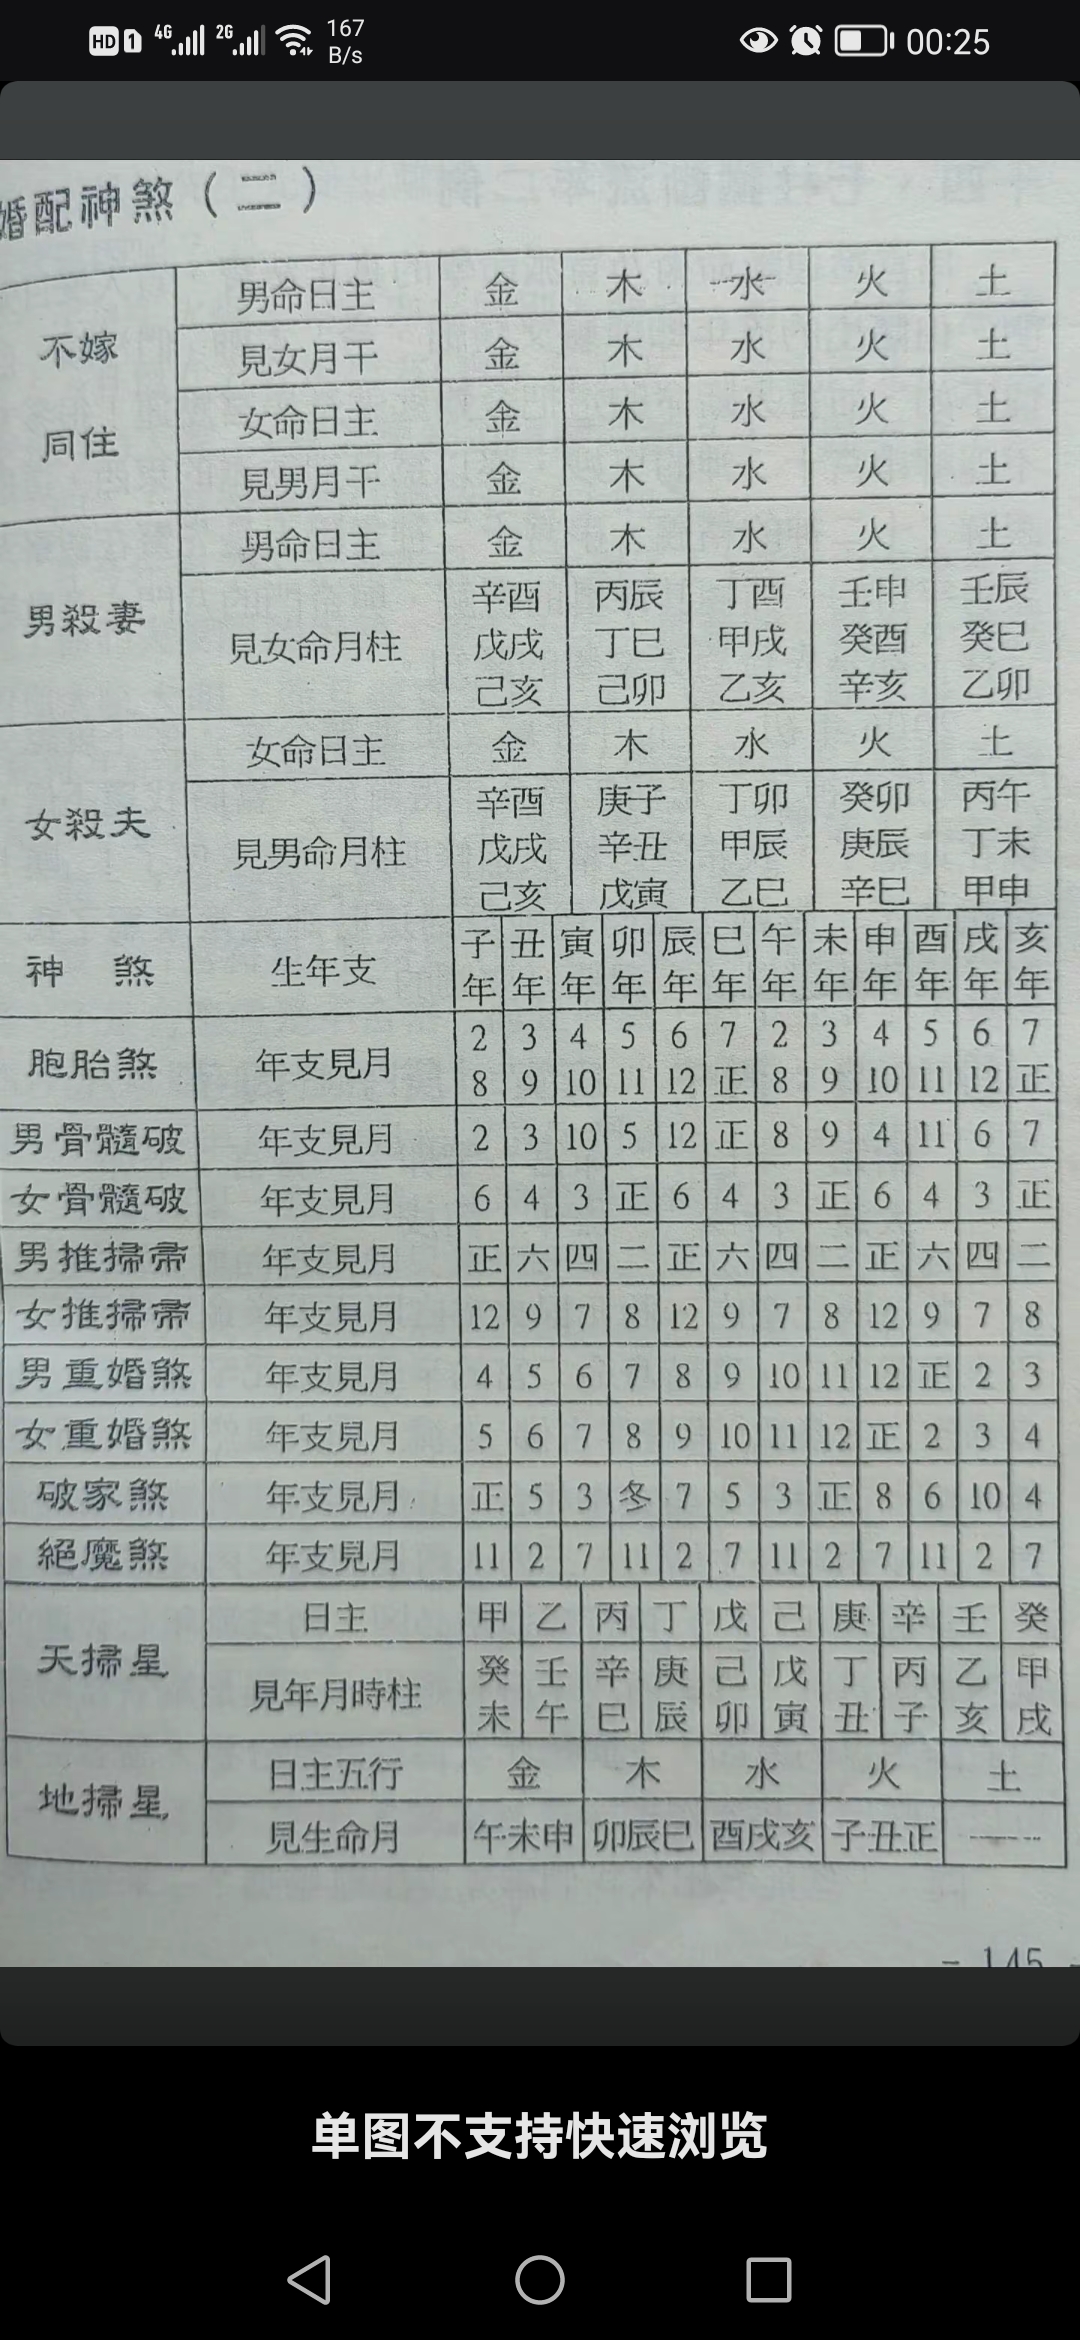 HD 1 4G 2G 167 B/s 00:25
婚配神煞（二）
不嫁同住 男命日主 金 木 水 火 土
見女月干 金 木 水 火 土
女命日主 金 木 水 火 土
見男月干 金 木 水 火 土
男殺妻 男命日主 金 木 水 火 土
見女命月柱 辛酉 丙辰 丁酉 壬申 壬辰
戊戌 丁巳 甲戌 癸酉 癸巳
己亥 己卯 乙亥 辛亥 乙卯
女殺夫 女命日主 金 木 水 火 土
見男命月柱 辛酉 庚子 丁卯 癸卯 丙午
戊戌 辛丑 甲辰 庚辰 丁未
己亥 戊寅 乙巳 辛巳 甲申
神煞 生年支 子年 丑年 寅年 卯年 辰年 巳年 午年 未年 申年 酉年 戌年 亥年
胞胎煞 年支見月 2 3 4 5 6 7 2 3 4 5 6 7
8 9 10 11 12 正 8 9 10 11 12 正
男骨髓破 年支見月 2 3 10 5 12 正 8 9 4 11 6 7
女骨髓破 年支見月 6 4 3 正 6 4 3 正 6 4 3 正
男推掃帚 年支見月 正 六 四 二 正 六 四 二 正 六 四 二
女推掃帚 年支見月 12 9 7 8 12 9 7 8 12 9 7 8
男重婚煞 年支見月 4 5 6 7 8 9 10 11 12 正 2 3
女重婚煞 年支見月 5 6 7 8 9 10 11 12 正 2 3 4
破家煞 年支見月 正 5 3 冬 7 5 3 正 8 6 10 4
絕魔煞 年支見月 11 2 7 11 2 7 11 2 7 11 2 7
天掃星 日主 甲 乙 丙 丁 戊 己 庚 辛 壬 癸
見年月時柱 癸未 壬午 辛巳 庚辰 己卯 戊寅 丁丑 丙子 乙亥 甲戌
地掃星 日主五行 金 木 水 火 土
見生命月 午未申 卯辰巳 酉戌亥 子丑正 ——
- 145 -
单图不支持快速浏览